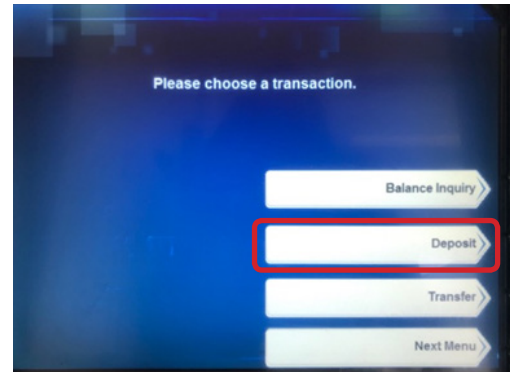 Please choose a transaction.
Balance Inquiry
Deposit
Transfer
Next Menu